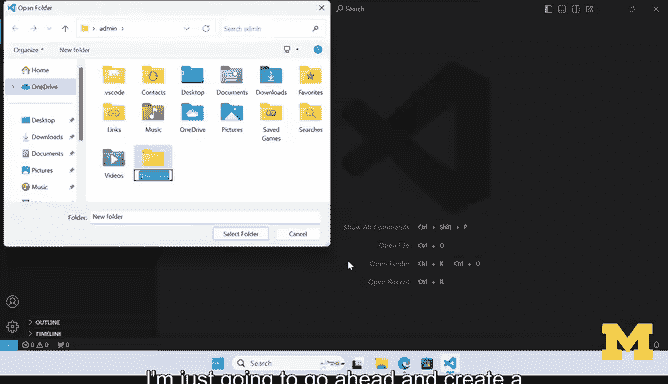 Open Folder
Search
admin
Search admin
Organize
New folder
Home
OneDrive
Desktop
Downloads
Documents
Pictures
Music
.vscode
Contacts
Desktop
Documents
Downloads
Favorites
Links
Music
OneDrive
Pictures
Saved Games
Searches
Videos
Folder: New folder
Select Folder
Cancel
Show All Commands Ctrl + Shift + P
Open File Ctrl + O
Open Folder Ctrl + K Ctrl + O
Open Recent Ctrl + R
OUTLINE
TIMELINE
0 0 0
Search
M
I'm just going to go ahead and create a